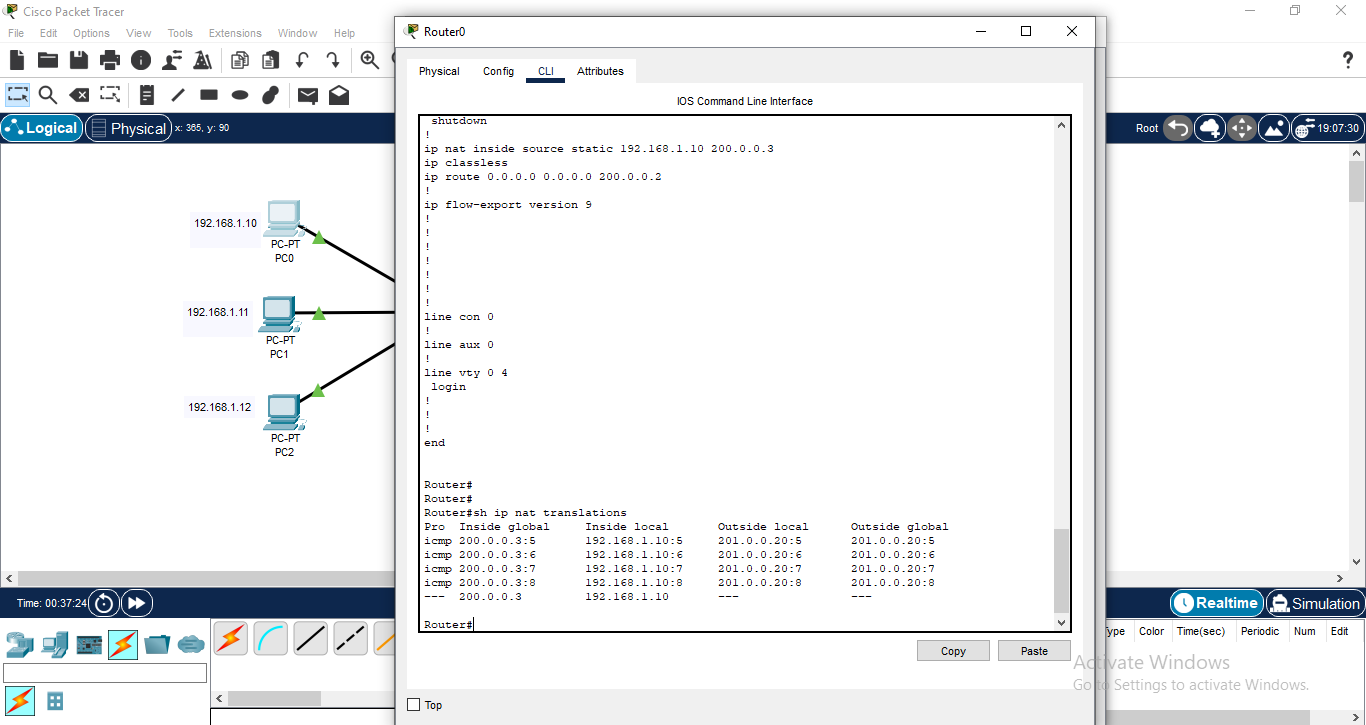 Cisco Packet Tracer
File Edit Options View Tools Extensions Window Help
Logical Physical x: 365, y: 90
Root 19:07:30
192.168.1.10
PC-PT
PC0
192.168.1.11
PC-PT
PC1
192.168.1.12
PC-PT
PC2
Router0
Physical Config CLI Attributes
IOS Command Line Interface
shutdown
!
ip nat inside source static 192.168.1.10 200.0.0.3
ip classless
ip route 0.0.0.0 0.0.0.0 200.0.0.2
!
ip flow-export version 9
!
!
!
!
!
!
!
line con 0
!
line aux 0
!
line vty 0 4
login
!
!
!
end
Router#
Router#
Router#sh ip nat translations
Pro Inside global Inside local Outside local Outside global
icmp 200.0.0.3:5 192.168.1.10:5 201.0.0.20:5 201.0.0.20:5
icmp 200.0.0.3:6 192.168.1.10:6 201.0.0.20:6 201.0.0.20:6
icmp 200.0.0.3:7 192.168.1.10:7 201.0.0.20:7 201.0.0.20:7
icmp 200.0.0.3:8 192.168.1.10:8 201.0.0.20:8 201.0.0.20:8
--- 200.0.0.3 192.168.1.10 --- ---
Router#
Copy Paste
Top
Time: 00:37:24
Realtime Simulation
Color Time(sec) Periodic Num Edit
Activate Windows
Go to Settings to activate Windows.